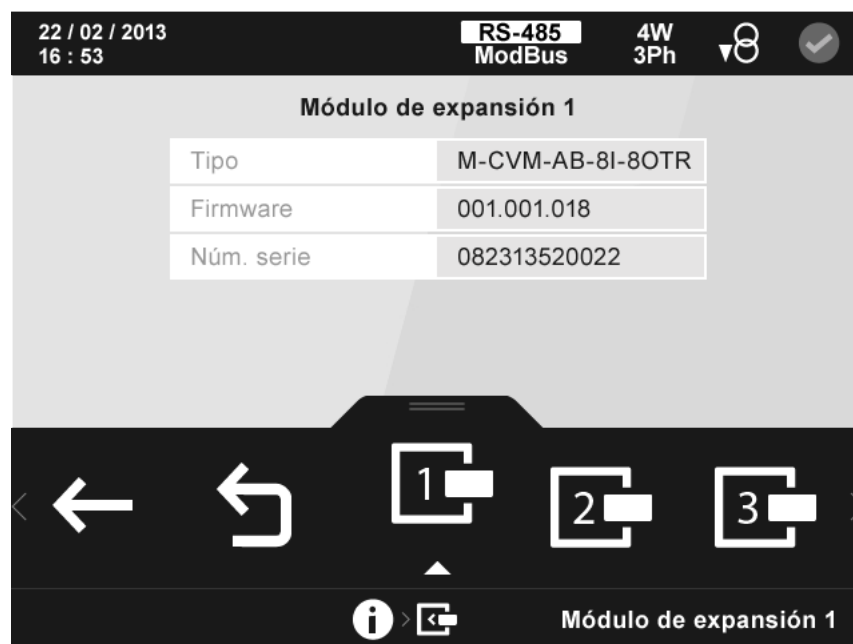 22 / 02 / 2013
16 : 53
RS-485
ModBus
4W
3Ph
Módulo de expansión 1
Tipo M-CVM-AB-8I-8OTR
Firmware 001.001.018
Núm. serie 082313520022
1 2 3
i Módulo de expansión 1